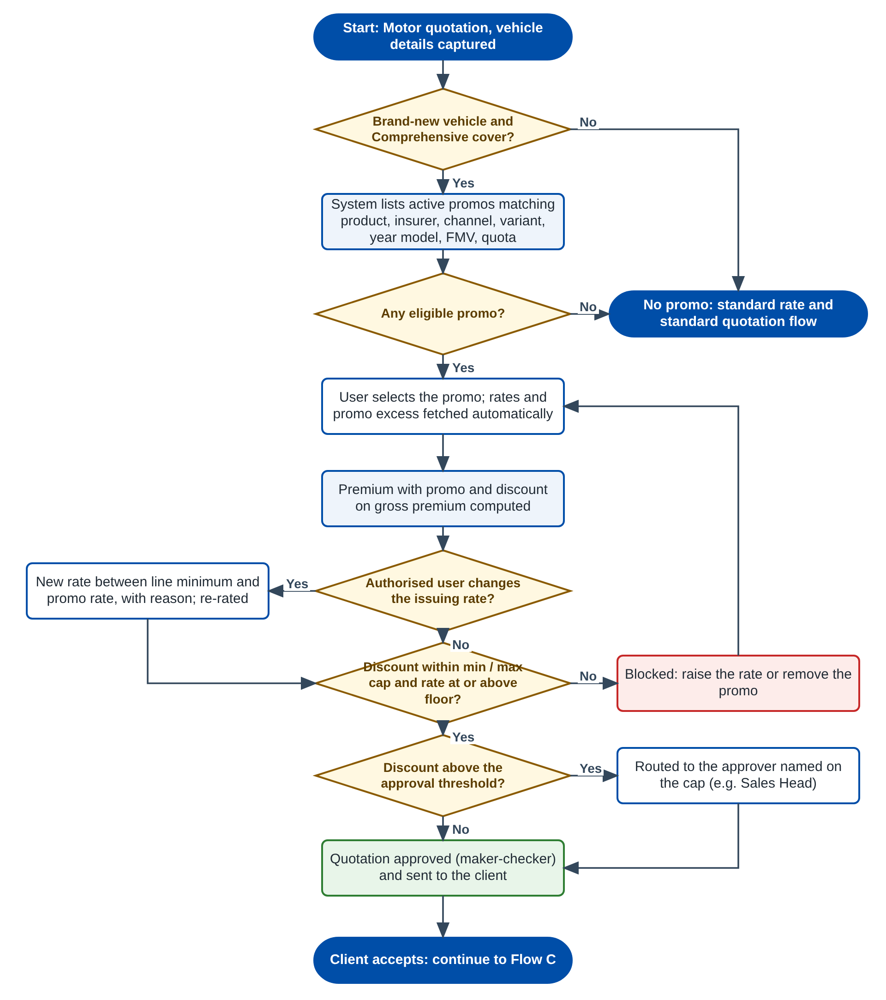 Start: Motor quotation, vehicle
details captured
Brand-new vehicle and
Comprehensive cover?
No
Yes
System lists active promos matching
product, insurer, channel, variant,
year model, FMV, quota
Any eligible promo?
No
No promo: standard rate and
standard quotation flow
Yes
User selects the promo; rates and
promo excess fetched automatically
Premium with promo and discount
on gross premium computed
Authorised user changes
the issuing rate?
Yes
New rate between line minimum and
promo rate, with reason; re-rated
No
Discount within min / max
cap and rate at or above
floor?
No
Blocked: raise the rate or remove the
promo
Yes
Discount above the
approval threshold?
Yes
Routed to the approver named on
the cap (e.g. Sales Head)
No
Quotation approved (maker-checker)
and sent to the client
Client accepts: continue to Flow C